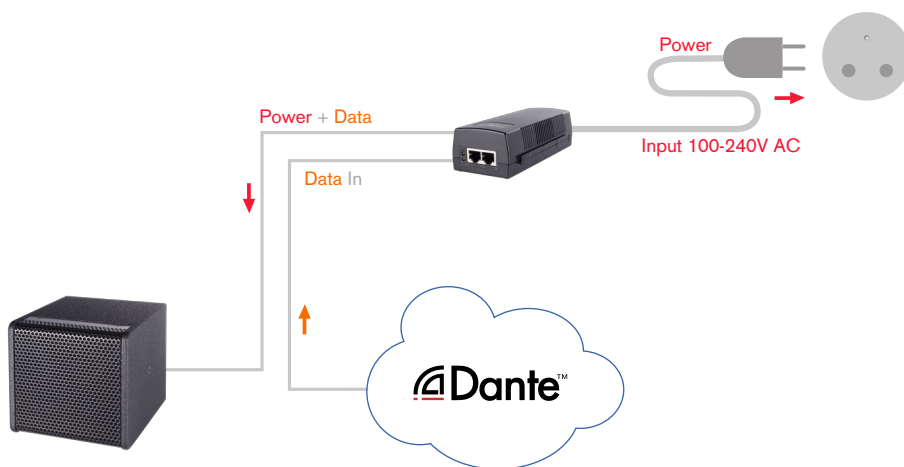 Power
Power + Data
Input 100-240V AC
Data In
Dante™